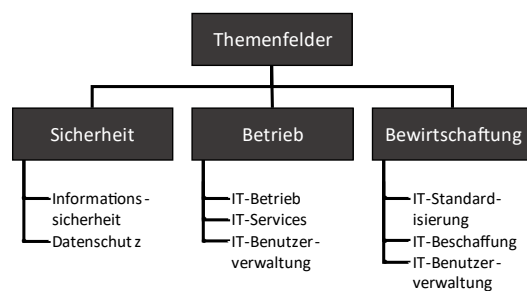 Themenfelder
Sicherheit
Betrieb
Bewirtschaftung
Informations-
sicherheit
Datenschutz
IT-Betrieb
IT-Services
IT-Benutzer-
verwaltung
IT-Standard-
isierung
IT-Beschaffung
IT-Benutzer-
verwaltung